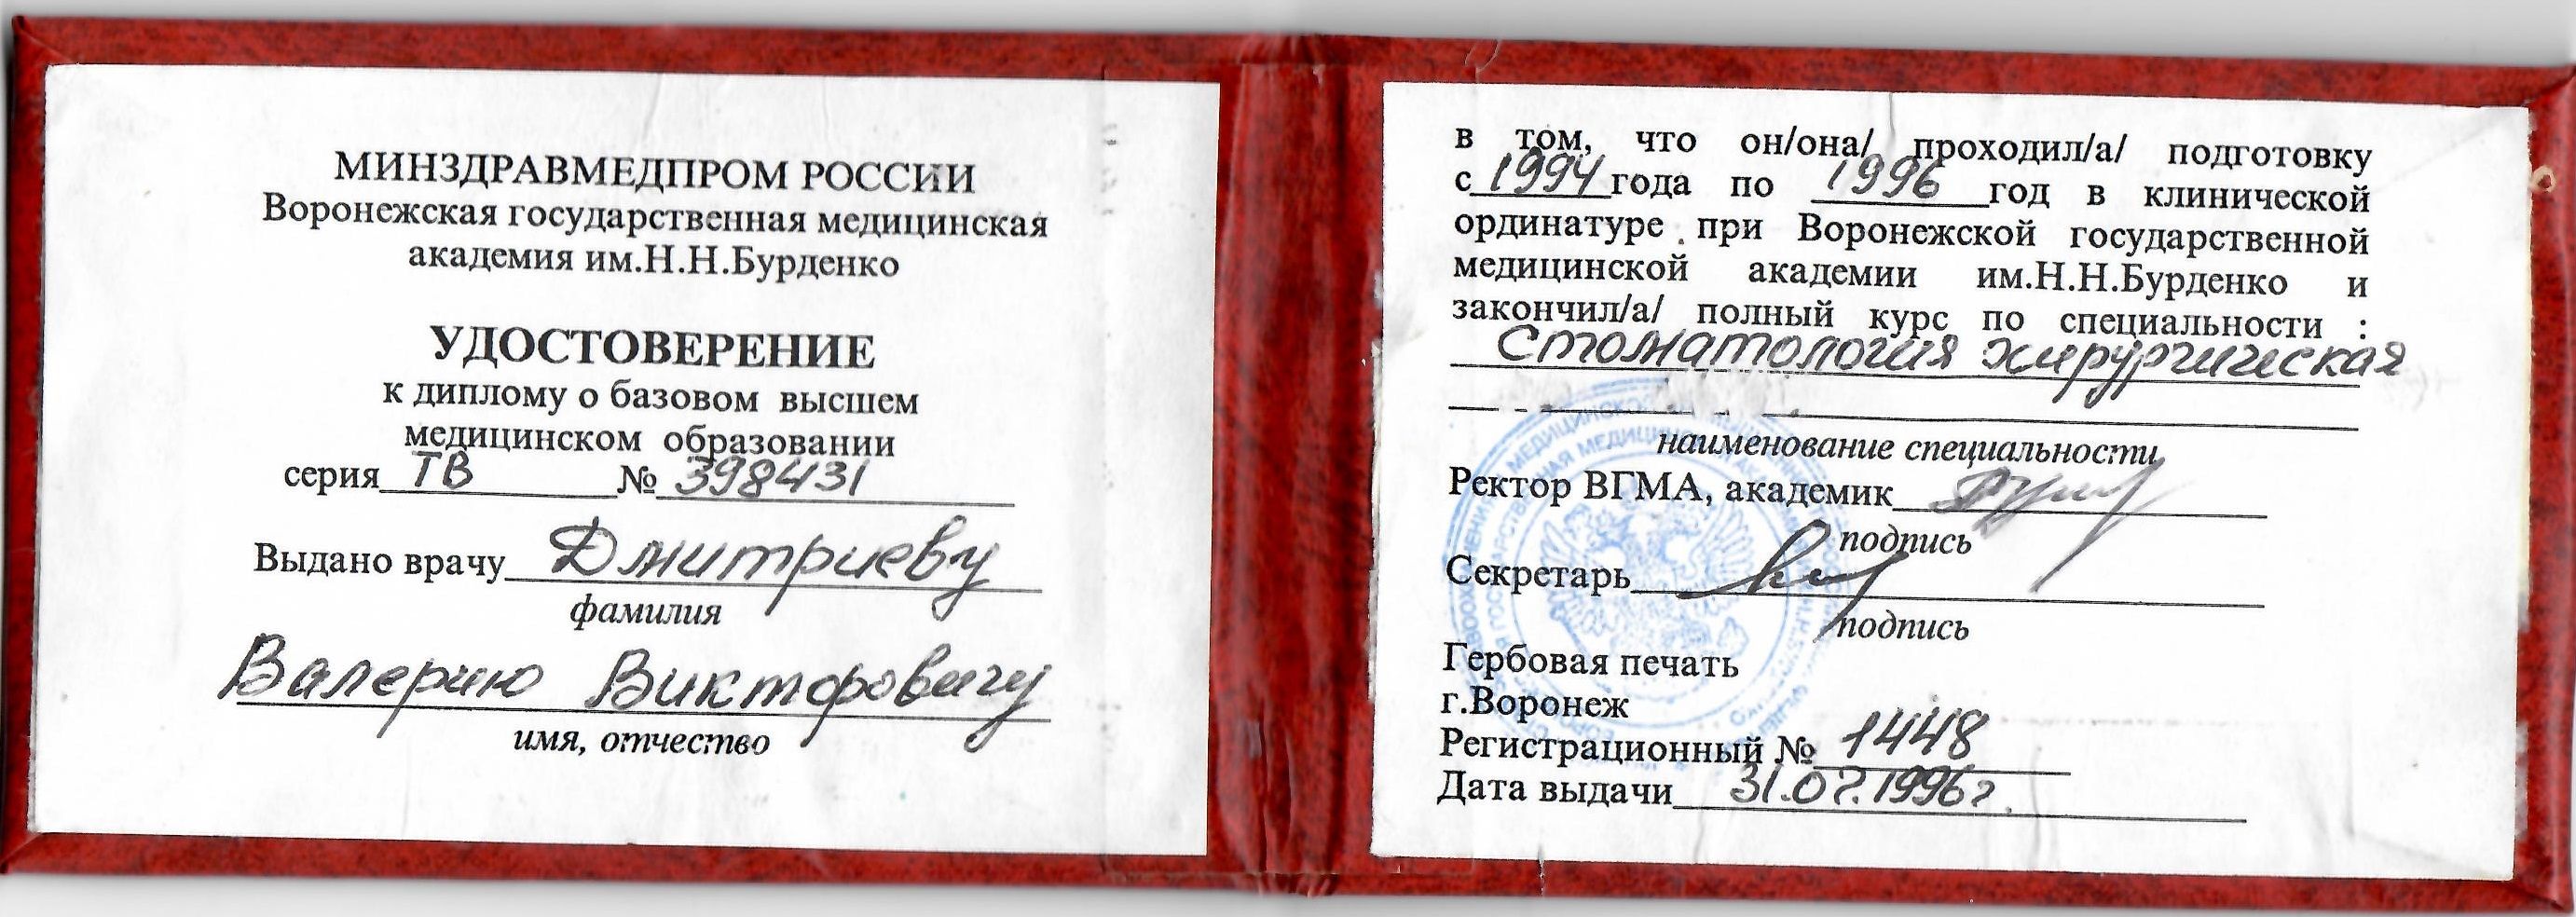 МИНЗДРАВМЕДПРОМ РОССИИ
Воронежская государственная медицинская
академия им.Н.Н.Бурденко
УДОСТОВЕРЕНИЕ
к диплому о базовом высшем
медицинском образовании
серия ТВ № 398431
Выдано врачу Дмитриеву
фамилия
Валерию Викторовичу
имя, отчество
в том, что он/она/ проходил/а/ подготовку
с 1994 года по 1996 год в клинической
ординатуре при Воронежской государственной
медицинской академии им.Н.Н.Бурденко и
закончил/а/ полный курс по специальности :
Стоматология хирургическая
наименование специальности
Ректор ВГМА, академик
подпись
Секретарь
подпись
Гербовая печать
г.Воронеж
Регистрационный № 1448
Дата выдачи 31.07.1996г.